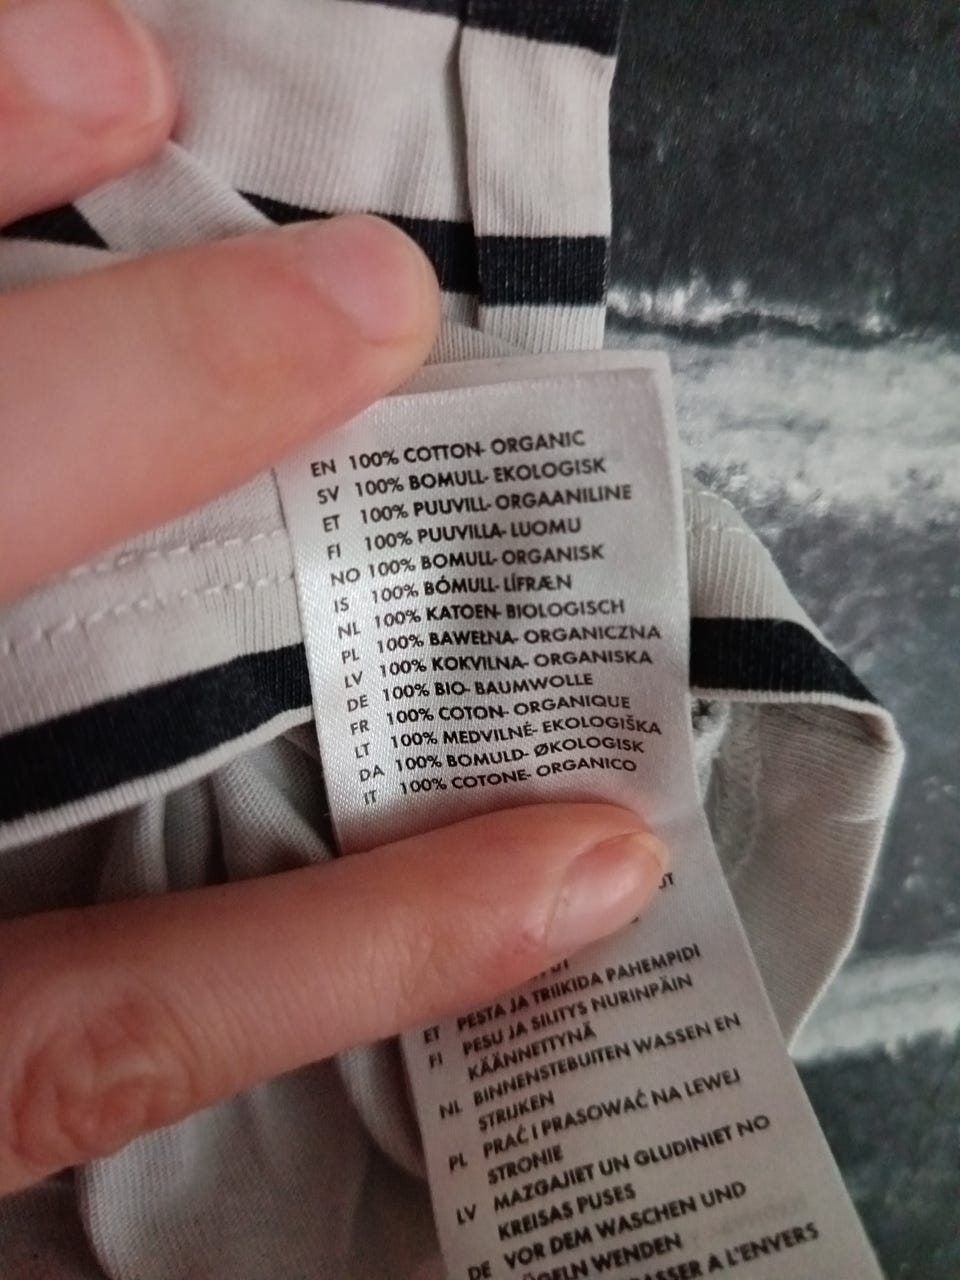 EN 100% COTTON- ORGANIC
SV 100% BOMULL- EKOLOGISK
ET 100% PUUVILL- ORGAANILINE
FI 100% PUUVILLA- LUOMU
NO 100% BOMULL- ORGANISK
IS 100% BÓMULL- LÍFRÆN
NL 100% KATOEN- BIOLOGISCH
PL 100% BAWEŁNA- ORGANICZNA
LV 100% KOKVILNA- ORGANISKA
DE 100% BIO- BAUMWOLLE
FR 100% COTON- ORGANIQUE
LT 100% MEDVILNĖ- EKOLOGIŠKA
DA 100% BOMULD- ØKOLOGISK
IT 100% COTONE- ORGANICO
ET PESTA JA TRIIKIDA PAHEMPIDI
FI PESU JA SILITYS NURINPÄIN
KÄÄNNETTYNÄ
NL BINNENSTEBUITEN WASSEN EN
STRIJKEN
PL PRAĆ I PRASOWAĆ NA LEWEJ
STRONIE
LV MAZGAJIET UN GLUDINIET NO
KREISAS PUSES
DE VOR DEM WASCHEN UND
WENDEN
A L'ENVERS